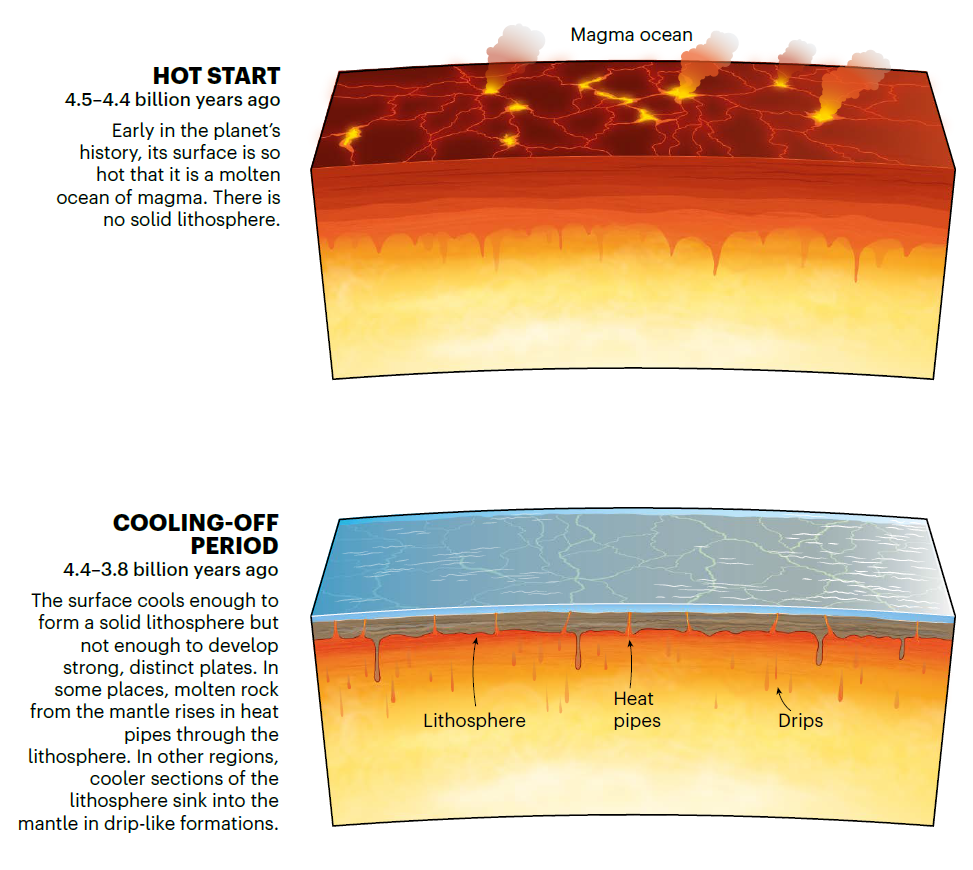 Magma ocean
HOT START
4.5–4.4 billion years ago
Early in the planet’s
history, its surface is so
hot that it is a molten
ocean of magma. There is
no solid lithosphere.
COOLING-OFF
PERIOD
4.4–3.8 billion years ago
The surface cools enough to
form a solid lithosphere but
not enough to develop
strong, distinct plates. In
some places, molten rock
from the mantle rises in heat
pipes through the
lithosphere. In other regions,
cooler sections of the
lithosphere sink into the
mantle in drip-like formations.
Lithosphere
Heat
pipes
Drips